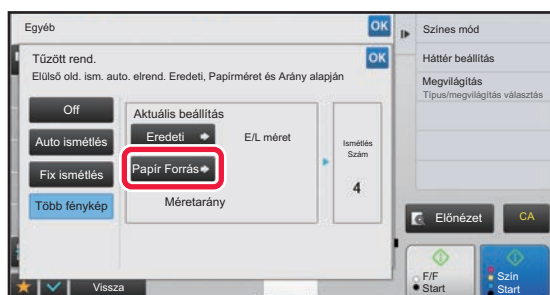 Egyéb
OK
Tűzött rend.
OK
Elülső old. ism. auto. elrend. Eredeti, Papírméret és Arány alapján
Off
Auto ismétlés
Fix ismétlés
Több fénykép
Aktuális beállítás
Eredeti
E/L méret
Papír Forrás
Méretarány
Ismétlés
Szám
4
Vissza
Színes mód
Háttér beállítás
Megvilágítás
Típus/megvilágítás választás
Előnézet
CA
F/F
Start
Szín
Start